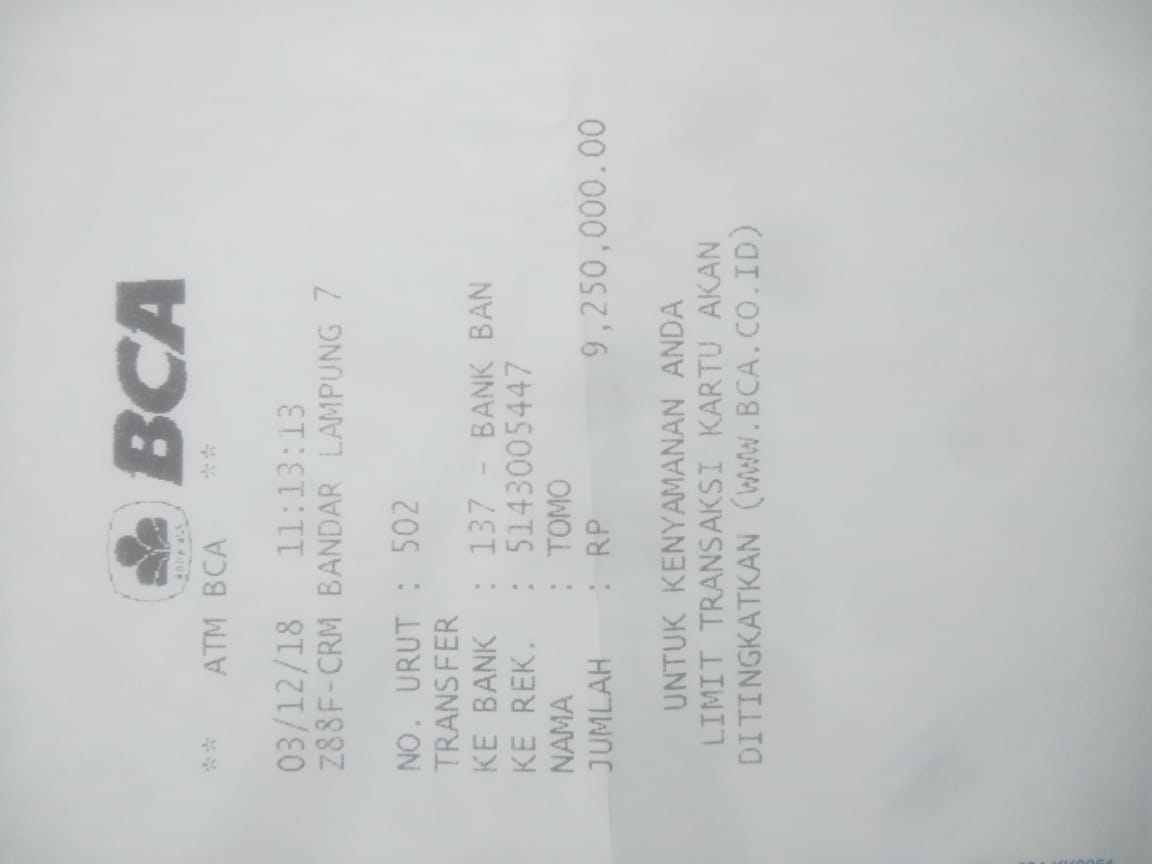 BCA
** ATM BCA **
03/12/18 11:13:13
Z88F-CRM BANDAR LAMPUNG 7
NO. URUT : 502
TRANSFER
KE BANK : 137 - BANK BAN
KE REK. : 5143005447
NAMA : TOMO
JUMLAH : RP 9,250,000.00
UNTUK KENYAMANAN ANDA
LIMIT TRANSAKSI KARTU AKAN
DITINGKATKAN (WWW.BCA.CO.ID)